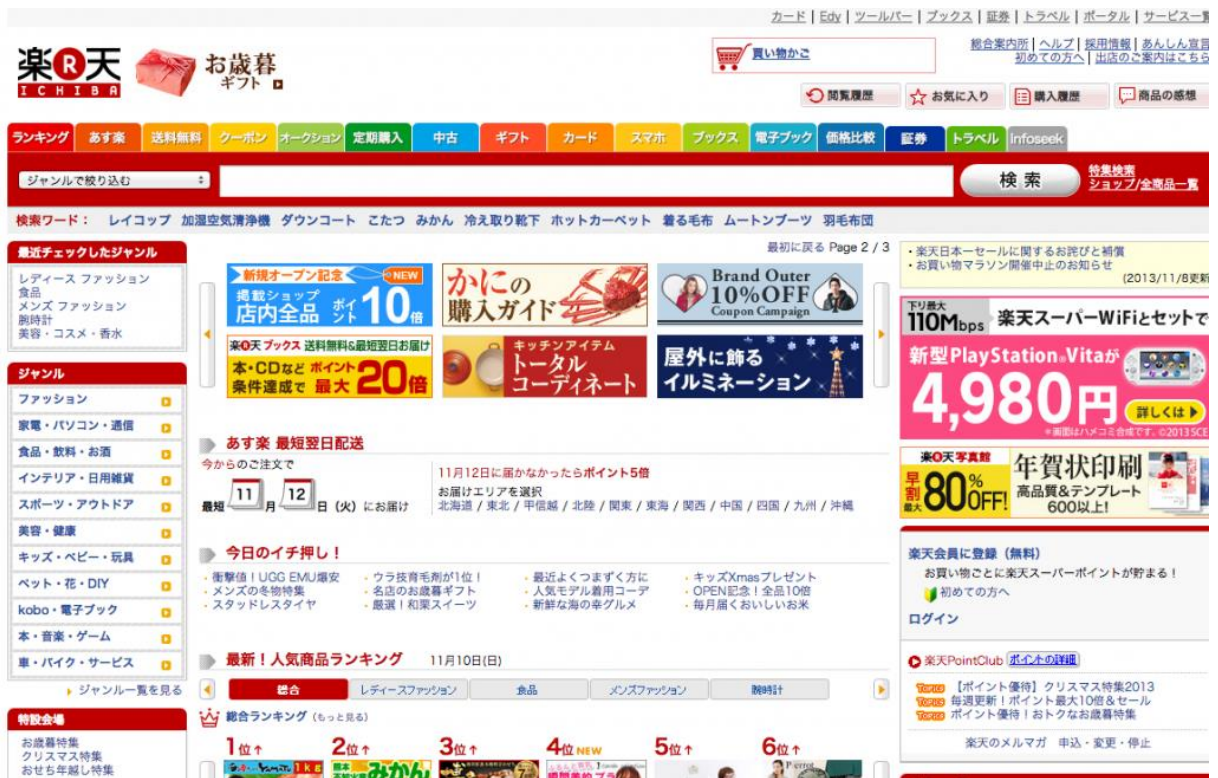 カード | Edy | ツールバー | ブックス | 証券 | トラベル | ポータル | サービス一覧
楽R天
ICHIBA
お歳暮
ギフト
買い物かご
総合案内所 | ヘルプ | 採用情報 | あんしん宣言
初めての方へ | 出店のご案内はこちら
閲覧履歴
お気に入り
購入履歴
商品の感想
ランキング あす楽 送料無料 クーポン オークション 定期購入 中古 ギフト カード スマホ ブックス 電子ブック 価格比較 証券 トラベル Infoseek
ジャンルで絞り込む
検索
特集検索
ショップ/全商品一覧
検索ワード: レイコップ 加湿空気清浄機 ダウンコート こたつ みかん 冷え取り靴下 ホットカーペット 着る毛布 ムートンブーツ 羽毛布団
最近チェックしたジャンル
レディース ファッション
食品
メンズ ファッション
腕時計
美容・コスメ・香水
ジャンル
ファッション
家電・パソコン・通信
食品・飲料・お酒
インテリア・日用雑貨
スポーツ・アウトドア
美容・健康
キッズ・ベビー・玩具
ペット・花・DIY
kobo・電子ブック
本・音楽・ゲーム
車・バイク・サービス
ジャンル一覧を見る
特設会場
お歳暮特集
クリスマス特集
おせち年越し特集
最初に戻る Page 2 / 3
新規オープン記念 NEW
掲載ショップ
店内全品 ポイント10倍
かにの
購入ガイド
Brand Outer
10%OFF
Coupon Campaign
楽R天 ブックス 送料無料&最短翌日お届け
本・CDなど ポイント
条件達成で 最大20倍
キッチンアイテム
トータル
コーディネート
屋外に飾る
イルミネーション
あす楽 最短翌日配送
今からのご注文で
最短 11 月 12 日 (火) にお届け
11月12日に届かなかったらポイント5倍
お届けエリアを選択
北海道 / 東北 / 甲信越 / 北陸 / 関東 / 東海 / 関西 / 中国 / 四国 / 九州 / 沖縄
今日のイチ押し!
・衝撃値!UGG EMU爆安 ・ウラ技育毛剤が1位! ・最近よくつまずく方に ・キッズXmasプレゼント
・メンズの冬物特集 ・名店のお歳暮ギフト ・人気モデル着用コーデ ・OPEN記念!全品10倍
・スタッドレスタイヤ ・厳選!和栗スイーツ ・新鮮な海の幸グルメ ・毎月届くおいしいお米
最新!人気商品ランキング 11月10日(日)
総合 レディースファッション 食品 メンズファッション 腕時計
総合ランキング (もっと見る)
1位 2位 3位 4位 NEW 5位 6位
1kg
みかん
・楽天日本一セールに関するお詫びと補償
・お買い物マラソン開催中止のお知らせ
(2013/11/8更新
下り最大
110Mbps 楽天スーパーWiFiとセットで
新型PlayStation®Vitaが
4,980円
詳しくは
*画面はハメコミ合成です。©2013 SCE
楽R天 写真館
早割 最大 80%OFF!
年賀状印刷
高品質&テンプレート
600以上!
楽天会員に登録(無料)
お買い物ごとに楽天スーパーポイントが貯まる!
初めての方へ
ログイン
楽天PointClub ポイントの詳細
TOPICS 【ポイント優待】クリスマス特集2013
TOPICS 毎週更新!ポイント最大10倍&セール
TOPICS ポイント優待!おトクなお歳暮特集
楽天のメルマガ 申込・変更・停止